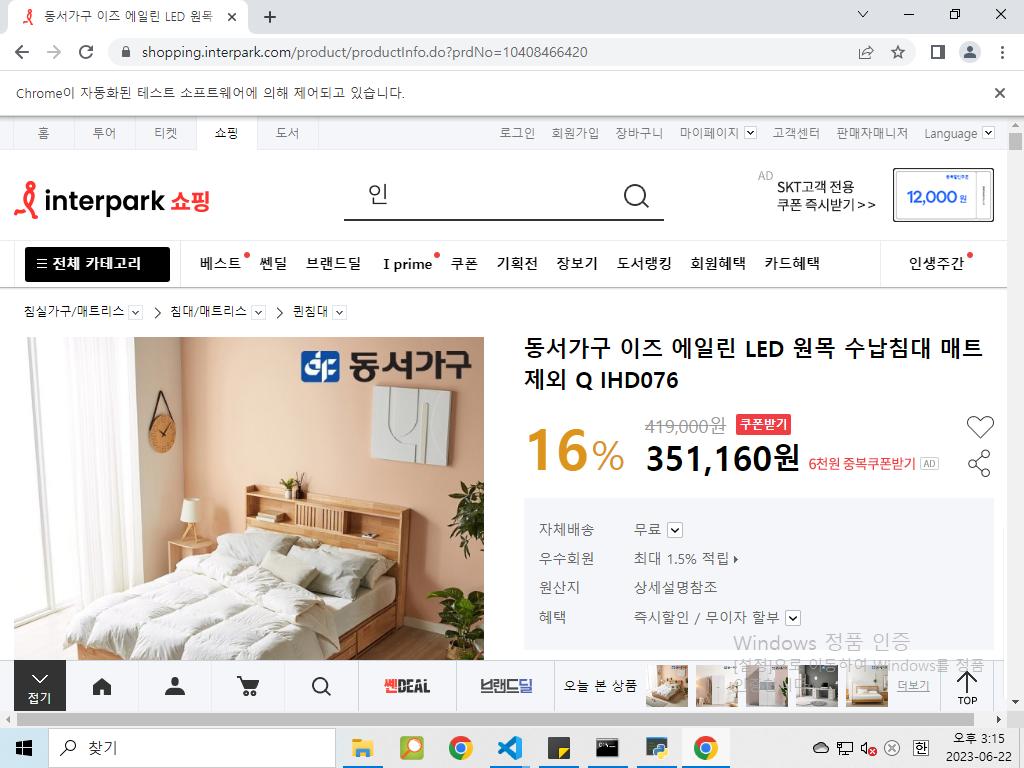 동서가구 이즈 에일린 LED 원목
shopping.interpark.com/product/productInfo.do?prdNo=10408466420
Chrome이 자동화된 테스트 소프트웨어에 의해 제어되고 있습니다.
홈 투어 티켓 쇼핑 도서 로그인 회원가입 장바구니 마이페이지 고객센터 판매자매니저 Language
interpark 쇼핑
인
AD
SKT고객 전용
쿠폰 즉시받기>>
12,000 원
전체 카테고리 베스트 쎈딜 브랜드딜 I prime 쿠폰 기획전 장보기 도서랭킹 회원혜택 카드혜택 인생주간
침실가구/매트리스 침대/매트리스 퀸침대
동서가구
동서가구 이즈 에일린 LED 원목 수납침대 매트
제외 Q IHD076
16%
419,000원 쿠폰받기
351,160원 6천원 중복쿠폰받기 AD
자체배송 무료
우수회원 최대 1.5% 적립
원산지 상세설명참조
혜택 즉시할인 / 무이자 할부
Windows 정품 인증
[설정]으로 이동하여 Windows를 정품
접기
쎈DEAL 브랜드딜 오늘 본 상품 더보기 TOP
찾기
한
오후 3:15
2023-06-22